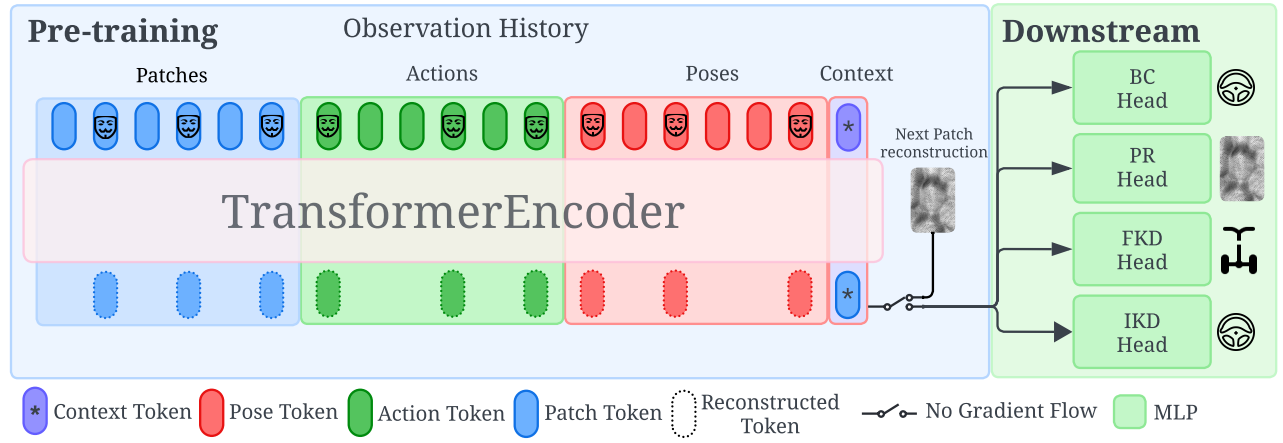 Pre-training
Observation History
Downstream
Patches
Actions
Poses
Context
*
Next Patch
reconstruction
TransformerEncoder
*
BC
Head
PR
Head
FKD
Head
IKD
Head
* Context Token
Pose Token
Action Token
Patch Token
Reconstructed
Token
No Gradient Flow
MLP